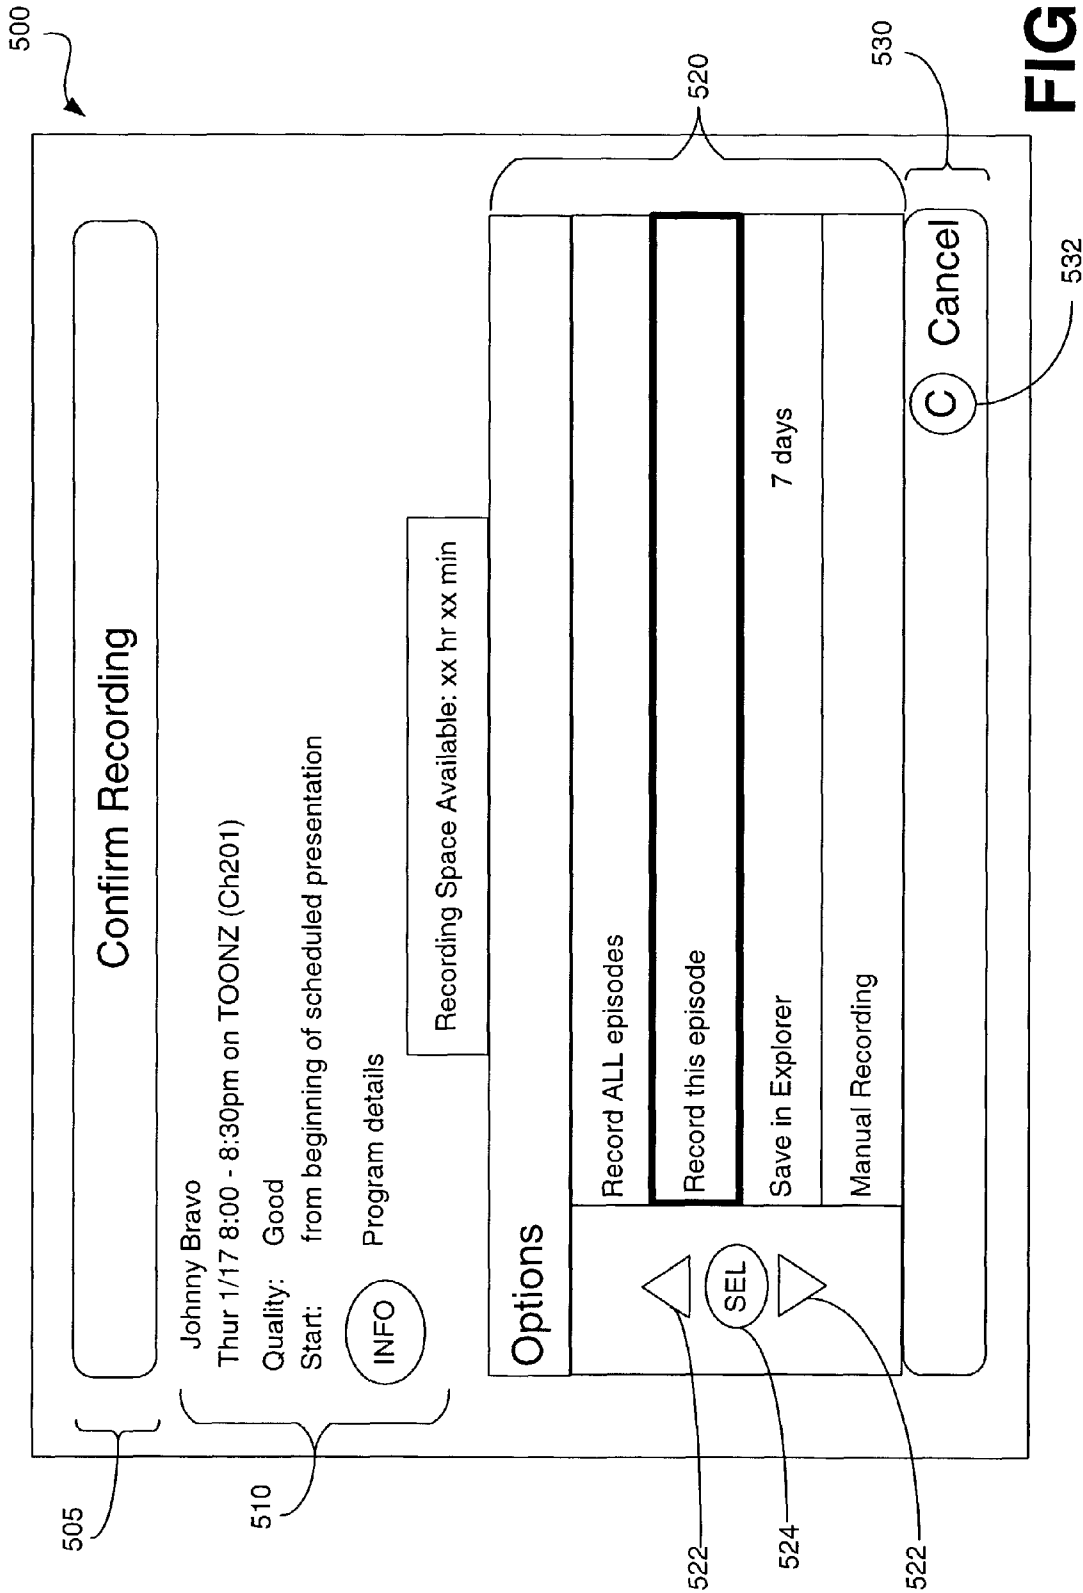 500
Confirm Recording
505
Johnny Bravo
Thur 1/17 8:00 - 8:30pm on TOONZ (Ch201)
Quality: Good
Start: from beginning of scheduled presentation
INFO Program details
510
Recording Space Available: xx hr xx min
Options
520
Record ALL episodes
Record this episode
Save in Explorer 7 days
Manual Recording
SEL
522
524
522
C Cancel
530
532
FIG